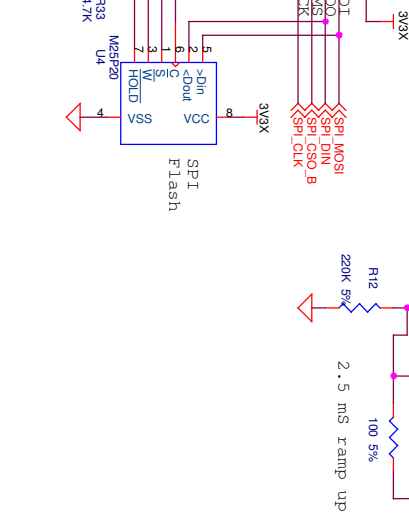 R33
4.7K
M25P20
U4
7
3
1
6
2
5
HOLD
W
S
C
<Dout
>Din
4
VSS
VCC
8
3V3X
SPI
Flash
3V3X
SPI_MOSI
SPI_DIN
SPI_CSO_B
SPI_CLK
R12
220K 5%
100 5%
2.5 mS ramp up